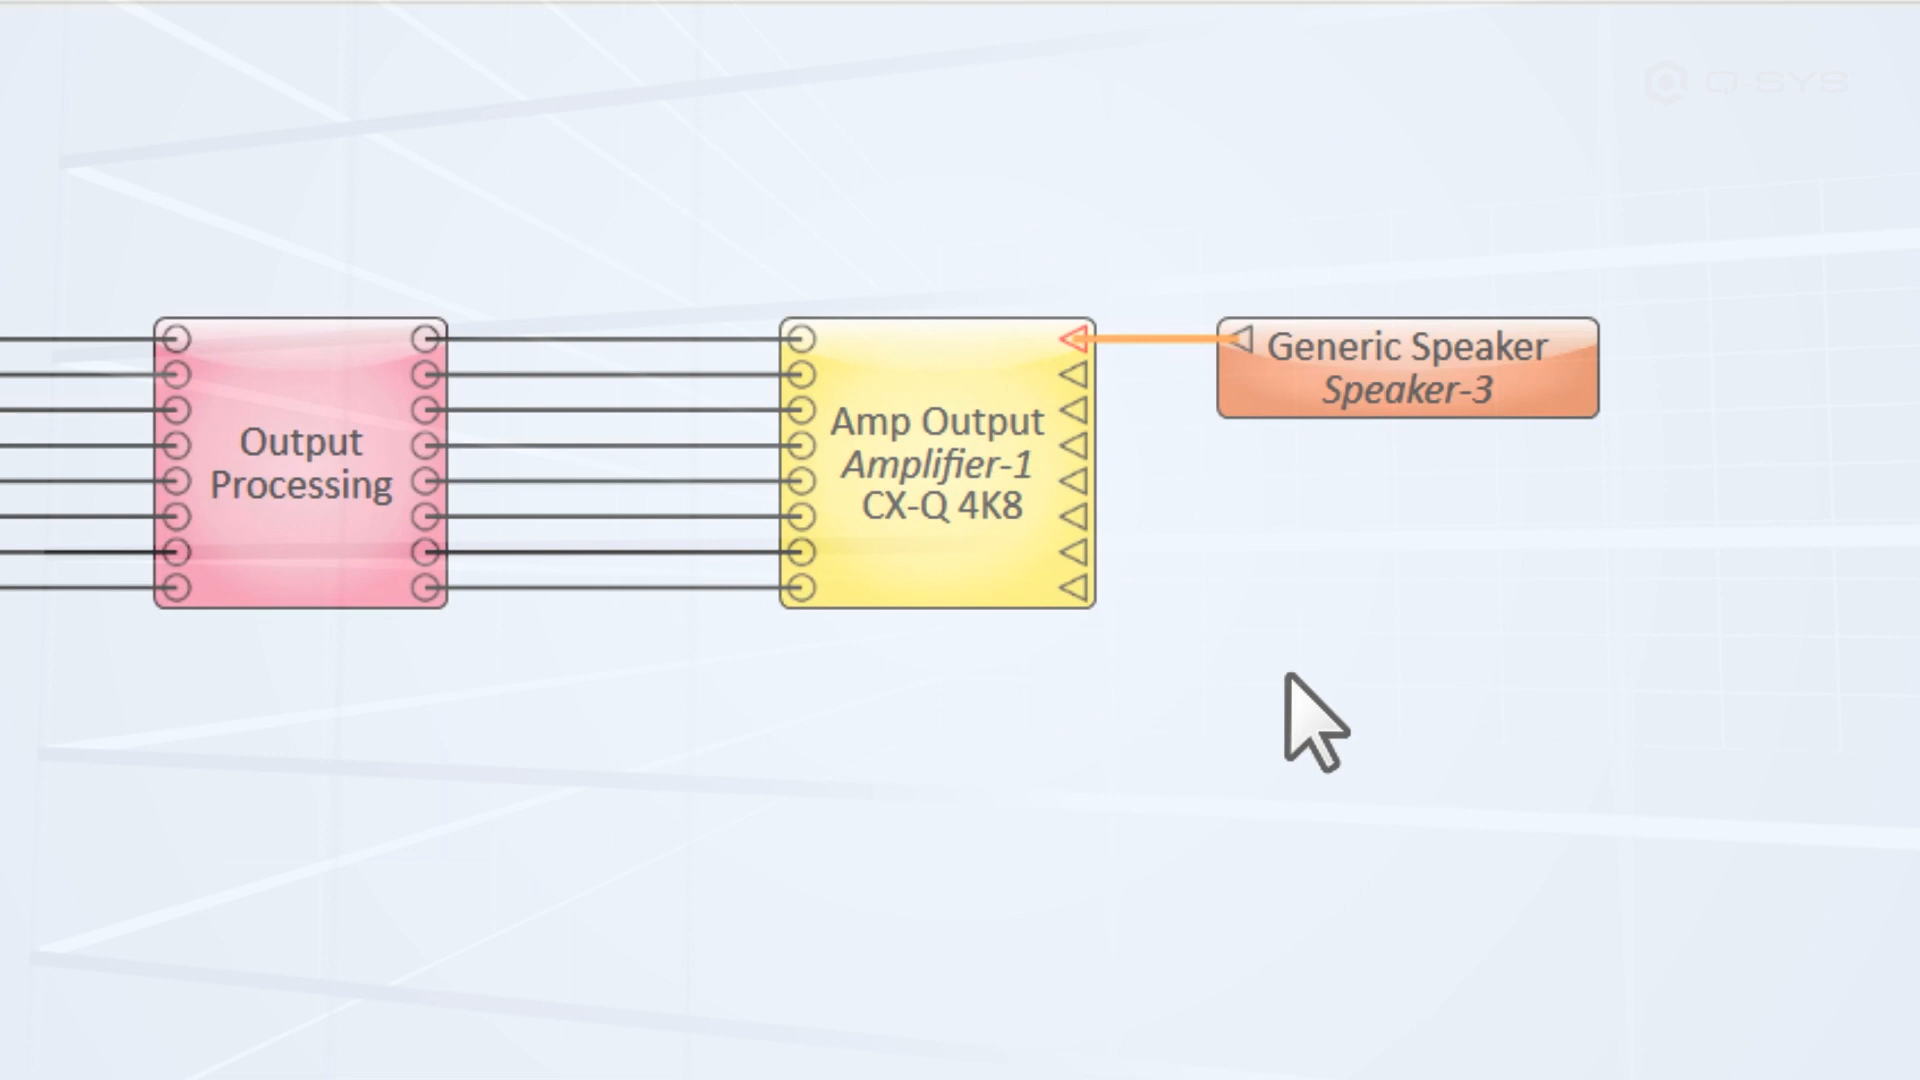 Q-SYS
Output
Processing
Amp Output
Amplifier-1
CX-Q 4K8
Generic Speaker
Speaker-3